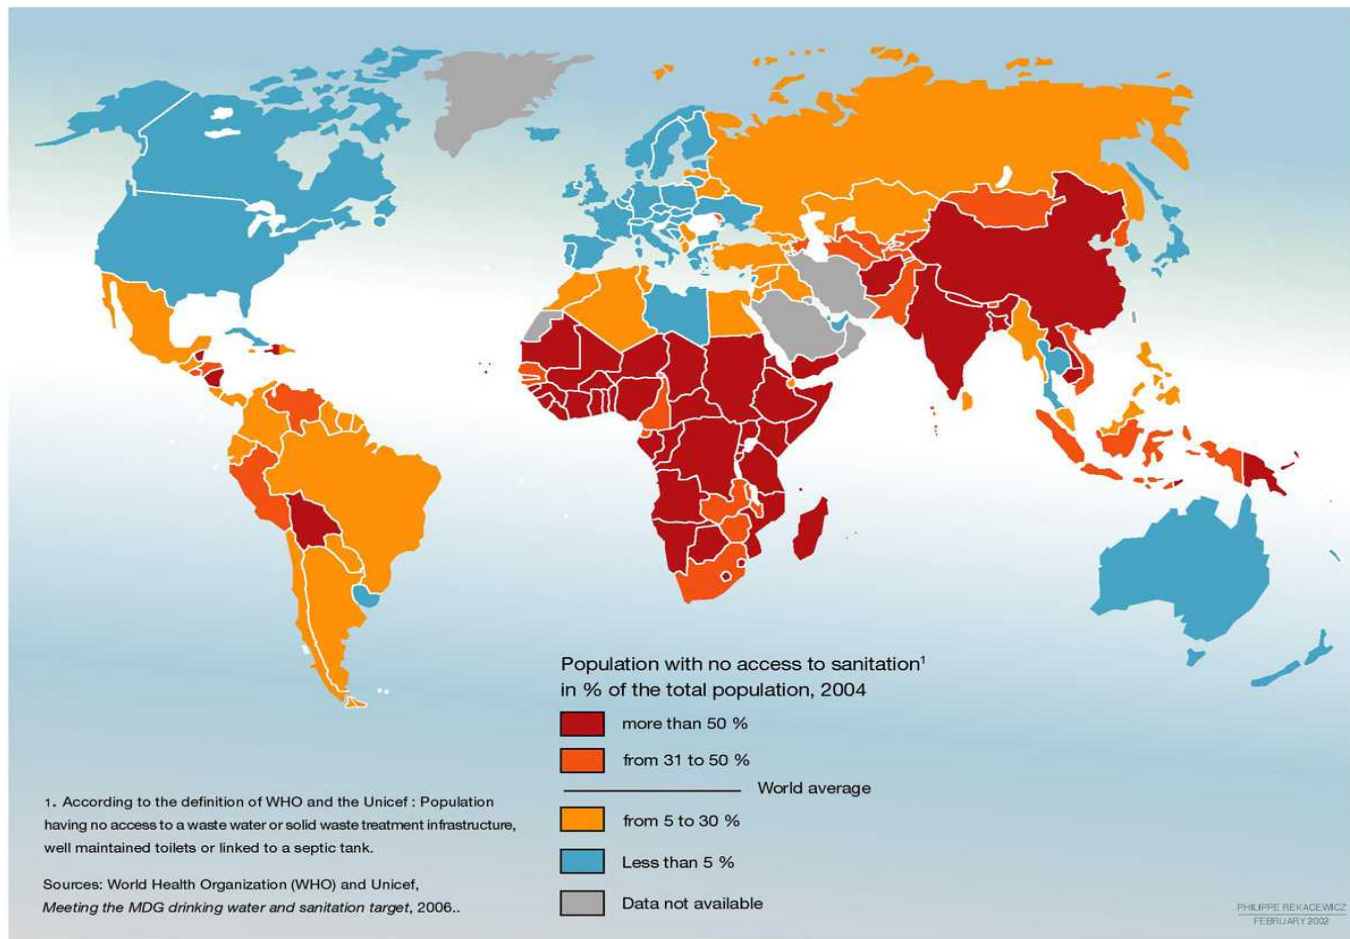 Population with no access to sanitation¹
in % of the total population, 2004
more than 50 %
from 31 to 50 %
World average
from 5 to 30 %
Less than 5 %
Data not available
1. According to the definition of WHO and the Unicef : Population
having no access to a waste water or solid waste treatment infrastructure,
well maintained toilets or linked to a septic tank.
Sources: World Health Organization (WHO) and Unicef,
Meeting the MDG drinking water and sanitation target, 2006..
PHILIPPE REKACEWICZ
FEBRUARY 2002